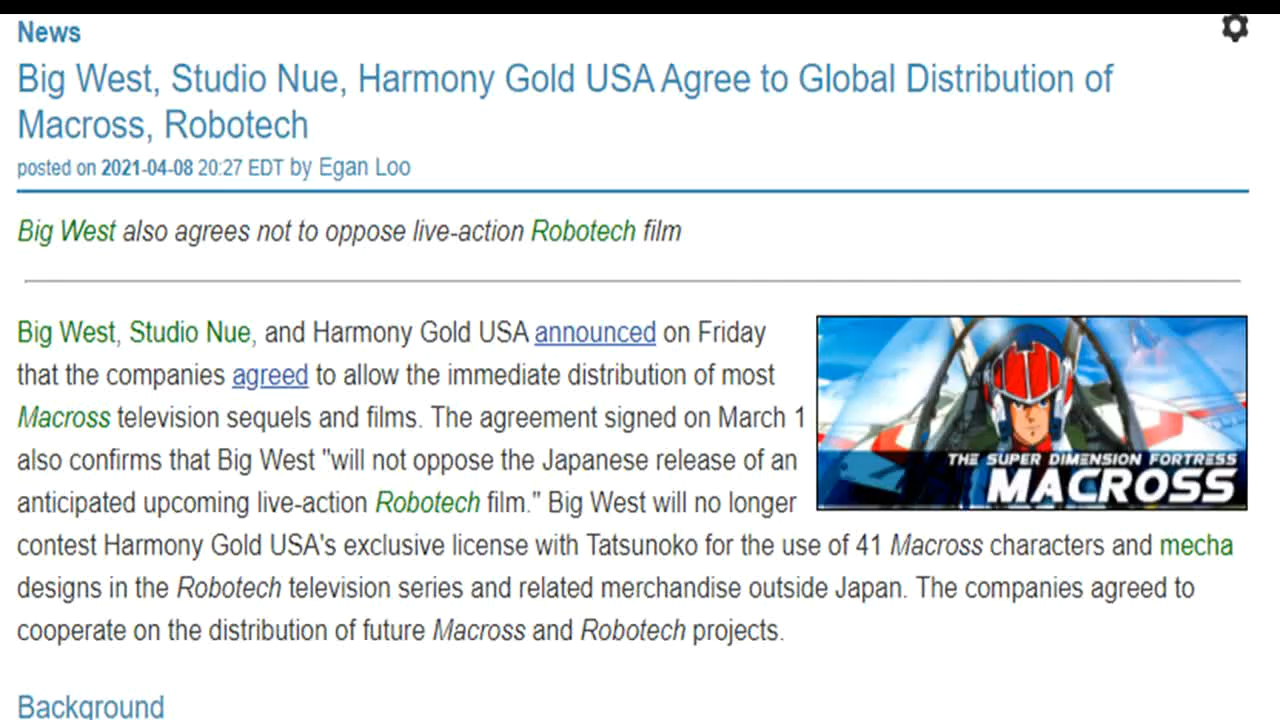 News
Big West, Studio Nue, Harmony Gold USA Agree to Global Distribution of
Macross, Robotech
posted on 2021-04-08 20:27 EDT by Egan Loo
Big West also agrees not to oppose live-action Robotech film
Big West, Studio Nue, and Harmony Gold USA announced on Friday
that the companies agreed to allow the immediate distribution of most
Macross television sequels and films. The agreement signed on March 1
also confirms that Big West "will not oppose the Japanese release of an
anticipated upcoming live-action Robotech film." Big West will no longer
THE SUPER DIMENSION FORTRESS
MACROSS
contest Harmony Gold USA's exclusive license with Tatsunoko for the use of 41 Macross characters and mecha
designs in the Robotech television series and related merchandise outside Japan. The companies agreed to
cooperate on the distribution of future Macross and Robotech projects.
Background